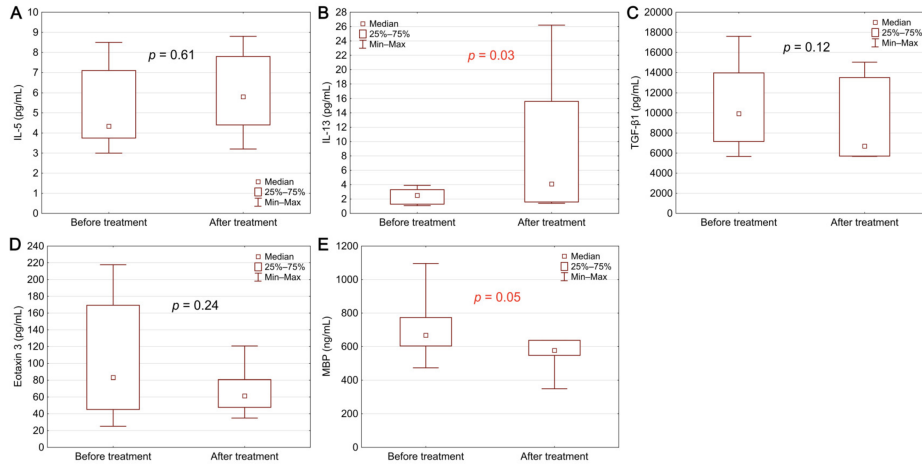 A
IL-5 (pg/mL)
10
9
8
7
6
5
4
3
2
1
0
p = 0.61
Median
25%–75%
Min–Max
Before treatment
After treatment
B
IL-13 (pg/mL)
28
26
24
22
20
18
16
14
12
10
8
6
4
2
0
Median
25%–75%
Min–Max
p = 0.03
Before treatment
After treatment
C
TGF-β1 (pg/mL)
20000
18000
16000
14000
12000
10000
8000
6000
4000
2000
0
Median
25%–75%
Min–Max
p = 0.12
Before treatment
After treatment
D
Eotaxin 3 (pg/mL)
240
220
200
180
160
140
120
100
80
60
40
20
0
Median
25%–75%
Min–Max
p = 0.24
Before treatment
After treatment
E
MBP (ng/mL)
1200
1000
800
600
400
200
0
Median
25%–75%
Min–Max
p = 0.05
Before treatment
After treatment